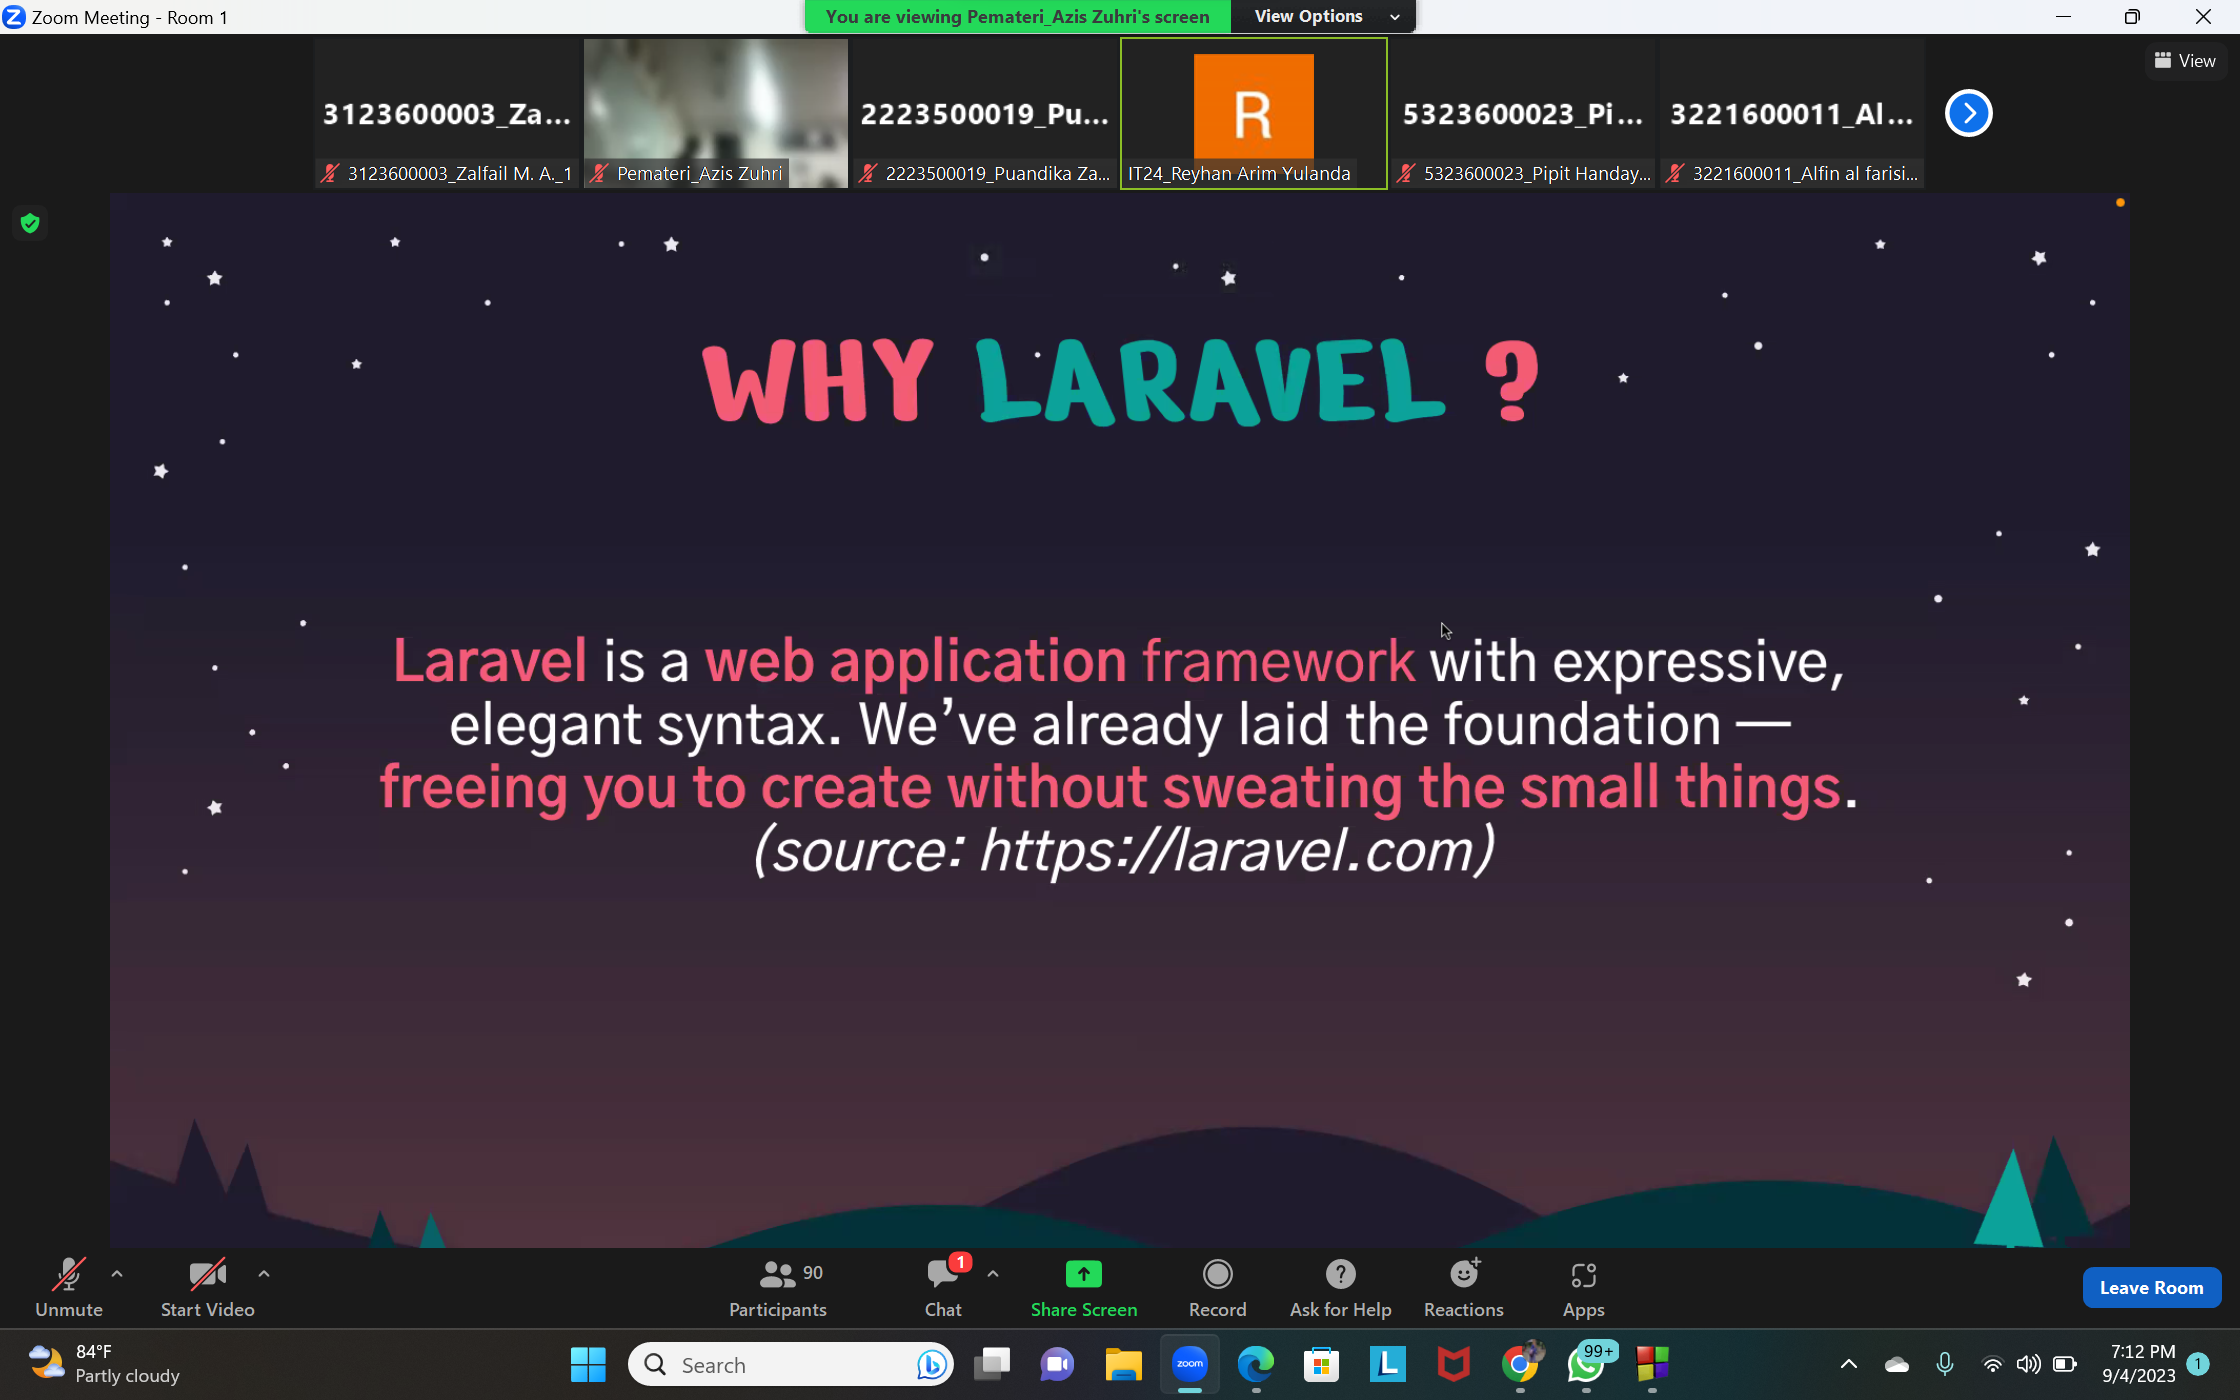 Zoom Meeting - Room 1
You are viewing Pemateri_Azis Zuhri's screen
View Options
View
3123600003_Za...
2223500019_Pu...
R
5323600023_Pi...
3221600011_Al...
3123600003_Zalfail M. A._1
Pemateri_Azis Zuhri
2223500019_Puandika Za...
IT24_Reyhan Arim Yulanda
5323600023_Pipit Handay...
3221600011_Alfin al farisi...
WHY LARAVEL ?
Laravel is a web application framework with expressive,
elegant syntax. We’ve already laid the foundation —
freeing you to create without sweating the small things.
(source: https://laravel.com)
Unmute
Start Video
90
Participants
1
Chat
Share Screen
Record
Ask for Help
Reactions
Apps
Leave Room
84°F
Partly cloudy
Search
zoom
L
99+
7:12 PM
9/4/2023
1